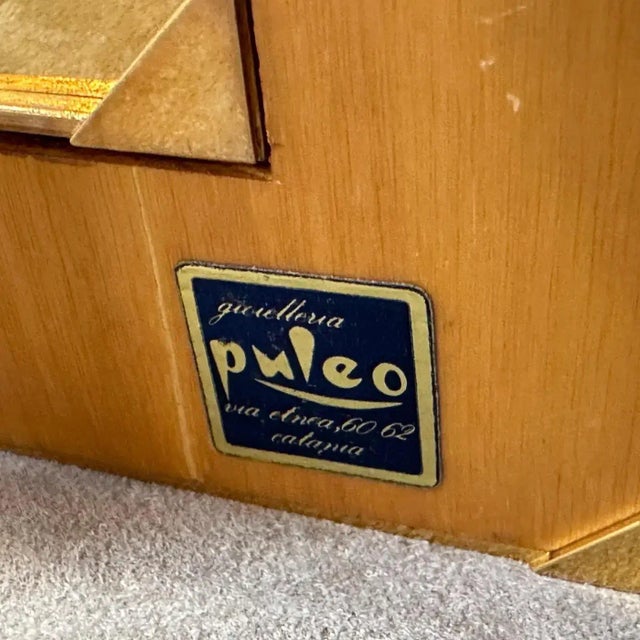 gioielleria
puleo
via etnea, 60 62
catania